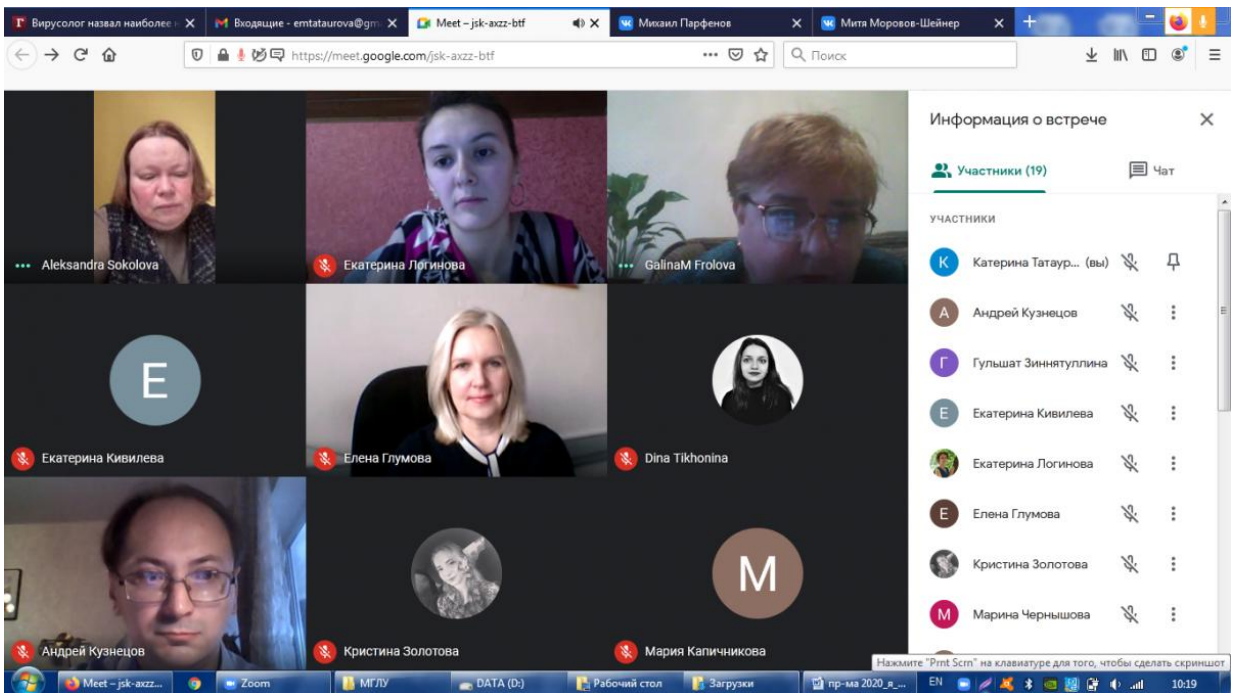 Вирусолог назвал наиболее
Входящие - emtataurova@gm
Meet – jsk-axzz-btf
Михаил Парфенов
Митя Моровов-Шейнер
https://meet.google.com/jsk-axzz-btf
Поиск
Информация о встрече
Участники (19)
Чат
УЧАСТНИКИ
К
Катерина Татаур... (вы)
А
Андрей Кузнецов
Г
Гульшат Зиннятуллина
Е
Екатерина Кивилева
Екатерина Логинова
Е
Елена Глумова
Кристина Золотова
М
Марина Чернышова
Aleksandra Sokolova
Екатерина Логинова
GalinaM Frolova
Е
Екатерина Кивилева
Елена Глумова
Dina Tikhonina
Андрей Кузнецов
Кристина Золотова
М
Мария Капичникова
Нажмите "Prnt Scrn" на клавиатуре для того, чтобы сделать скриншот
Meet – jsk-axzz...
Zoom
МГЛУ
DATA (D:)
Рабочий стол
Загрузки
пр-ма 2020_я_...
EN
10:19